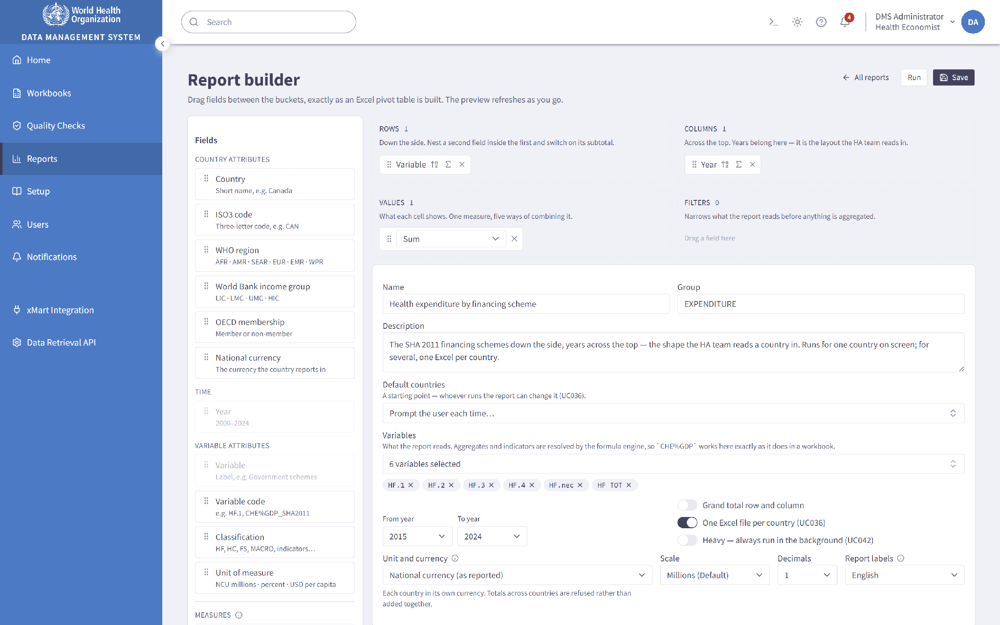 World Health
Organization
DATA MANAGEMENT SYSTEM
Home
Workbooks
Quality Checks
Reports
Setup
Users
Notifications
xMart Integration
Data Retrieval API
Search
4
DMS Administrator
Health Economist
DA
Report builder
Drag fields between the buckets, exactly as an Excel pivot table is built. The preview refreshes as you go.
All reports
Run
Save
Fields
COUNTRY ATTRIBUTES
Country
Short name, e.g. Canada
ISO3 code
Three-letter code, e.g. CAN
WHO region
AFR · AMR · SEAR · EUR · EMR · WPR
World Bank income group
LIC · LMC · UMC · HIC
OECD membership
Member or non-member
National currency
The currency the country reports in
TIME
Year
2000–2024
VARIABLE ATTRIBUTES
Variable
Label, e.g. Government schemes
Variable code
e.g. HF.1, CHE%GDP_SHA2011
Classification
HF, HC, FS, MACRO, indicators…
Unit of measure
NCU millions · percent · USD per capita
MEASURES
ROWS 1
Down the side. Nest a second field inside the first and switch on its subtotal.
Variable
COLUMNS 1
Across the top. Years belong here — it is the layout the HA team reads in.
Year
VALUES 1
What each cell shows. One measure, five ways of combining it.
Sum
FILTERS 0
Narrows what the report reads before anything is aggregated.
Drag a field here
Name
Health expenditure by financing scheme
Group
EXPENDITURE
Description
The SHA 2011 financing schemes down the side, years across the top — the shape the HA team reads a country in. Runs for one country on screen; for
several, one Excel per country.
Default countries
A starting point — whoever runs the report can change it (UC036).
Prompt the user each time…
Variables
What the report reads. Aggregates and indicators are resolved by the formula engine, so `CHE%GDP` works here exactly as it does in a workbook.
6 variables selected
HF.1 HF.2 HF.3 HF.4 HF.nec HF TOT
From year
2015
To year
2024
Grand total row and column
One Excel file per country (UC036)
Heavy — always run in the background (UC042)
Unit and currency
National currency (as reported)
Each country in its own currency. Totals across countries are refused rather than
added together.
Scale
Millions (Default)
Decimals
1
Report labels
English